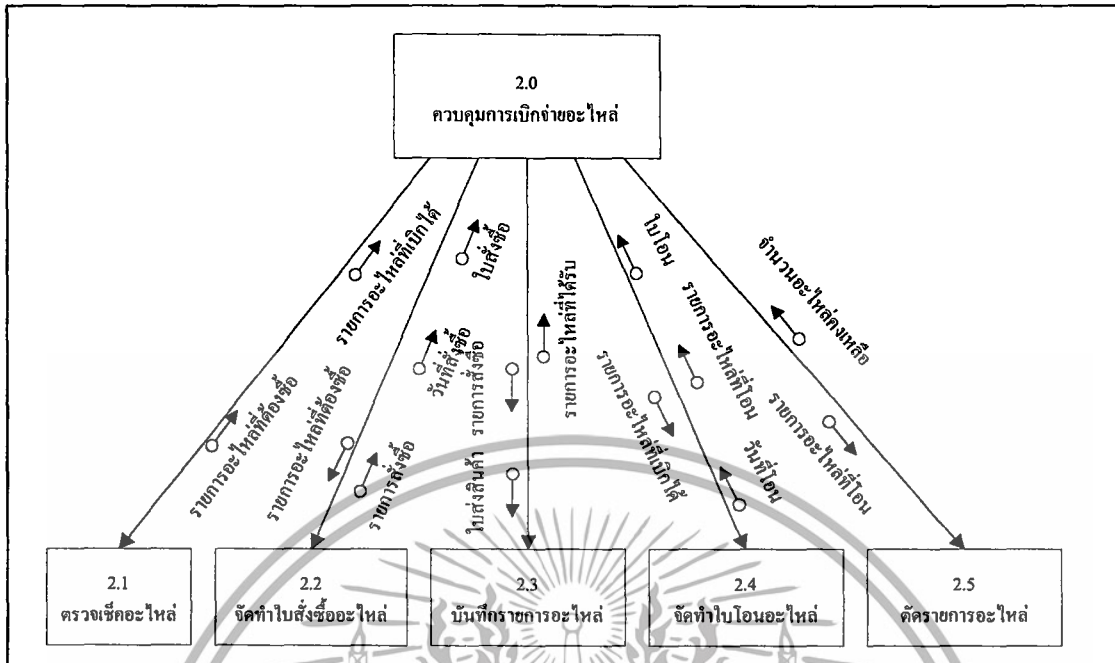 2.0
ควบคุมการเบิกจ่ายอะไหล่
รายการอะไหล่ที่เบิกได้
รายการอะไหล่ที่ต้องซื้อ
ใบสั่งซื้อ
วันที่สั่งซื้อ
รายการสั่งซื้อ
รายการอะไหล่ที่ต้องซื้อ
รายการอะไหล่ที่ได้รับ
รายการสั่งซื้อ
ใบส่งสินค้า
ใบโอน
รายการอะไหล่ที่โอน
วันที่โอน
รายการอะไหล่ที่เบิกได้
จำนวนอะไหล่คงเหลือ
รายการอะไหล่ที่โอน
2.1
ตรวจเช็คอะไหล่
2.2
จัดทำใบสั่งซื้ออะไหล่
2.3
บันทึกรายการอะไหล่
2.4
จัดทำใบโอนอะไหล่
2.5
ตัดรายการอะไหล่